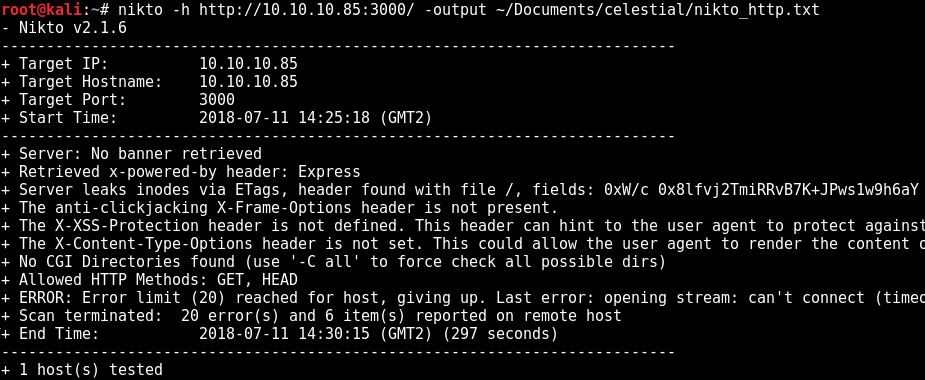 root@kali:~# nikto -h http://10.10.10.85:3000/ -output ~/Documents/celestial/nikto_http.txt
- Nikto v2.1.6
---------------------------------------------------------------------------
+ Target IP:          10.10.10.85
+ Target Hostname:    10.10.10.85
+ Target Port:        3000
+ Start Time:         2018-07-11 14:25:18 (GMT2)
---------------------------------------------------------------------------
+ Server: No banner retrieved
+ Retrieved x-powered-by header: Express
+ Server leaks inodes via ETags, header found with file /, fields: 0xW/c 0x8lfvj2TmiRRvB7K+JPws1w9h6aY
+ The anti-clickjacking X-Frame-Options header is not present.
+ The X-XSS-Protection header is not defined. This header can hint to the user agent to protect against
+ The X-Content-Type-Options header is not set. This could allow the user agent to render the content
+ No CGI Directories found (use '-C all' to force check all possible dirs)
+ Allowed HTTP Methods: GET, HEAD
+ ERROR: Error limit (20) reached for host, giving up. Last error: opening stream: can't connect (timeo
+ Scan terminated:  20 error(s) and 6 item(s) reported on remote host
+ End Time:           2018-07-11 14:30:15 (GMT2) (297 seconds)
---------------------------------------------------------------------------
+ 1 host(s) tested